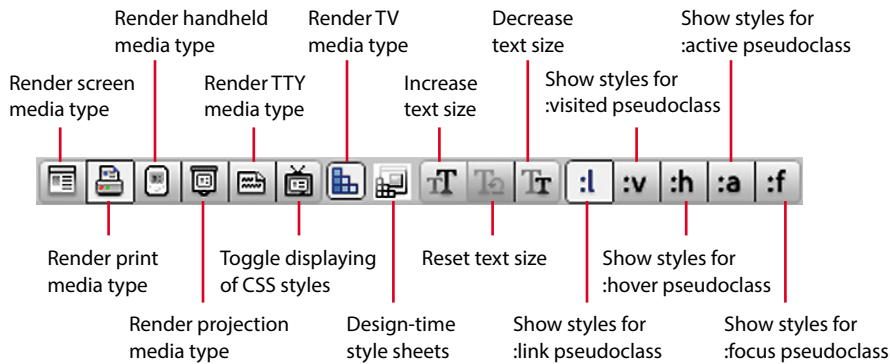 Render handheld
media type
Render TV
media type
Decrease
text size
Show styles for
:active pseudoclass
Render screen
media type
Render TTY
media type
Increase
text size
Show styles for
:visited pseudoclass
TT
T
TT
:l
:v
:h
:a
:f
Render print
media type
Toggle displaying
of CSS styles
Reset text size
Show styles for
:hover pseudoclass
Render projection
media type
Design-time
style sheets
Show styles for
:link pseudoclass
Show styles for
:focus pseudoclass